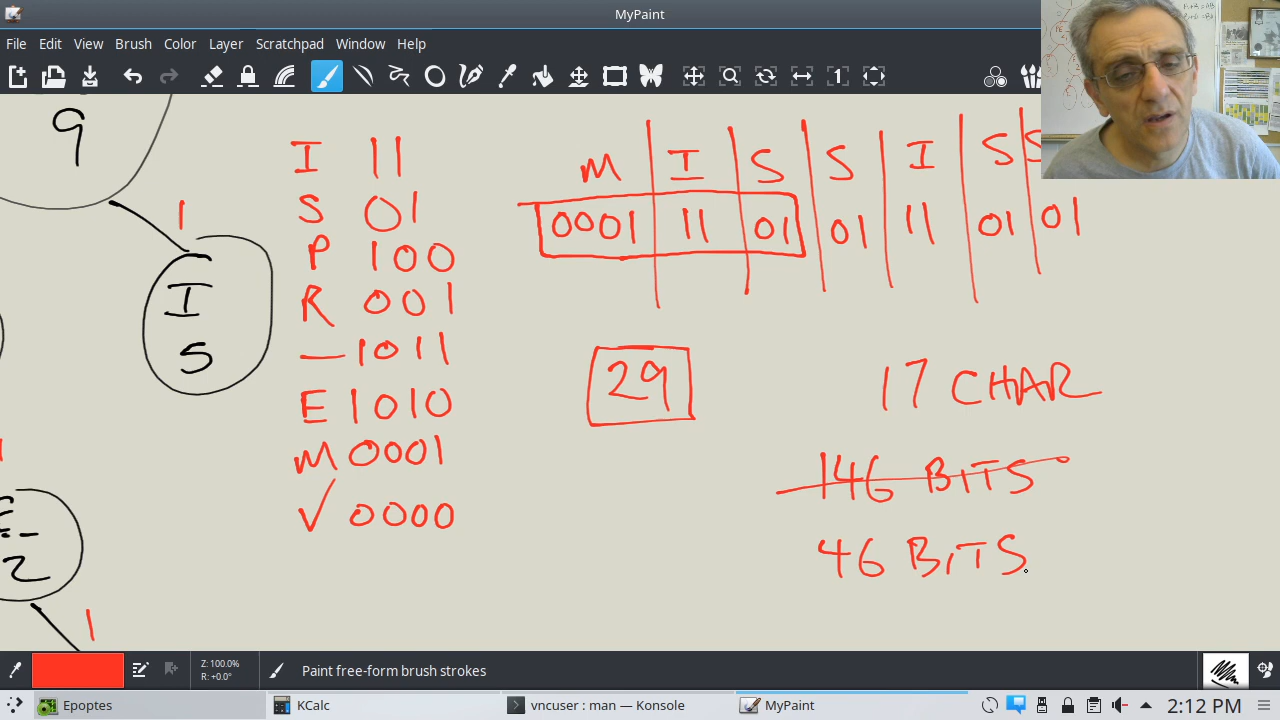 MyPaint
File Edit View Brush Color Layer Scratchpad Window Help
9
1
I
5
2
1
I 11
S 01
P 100
R 001
— 1011
E 1010
M 0001
V 0000
M I S S I S S
0001 11 01 01 11 01 01
29
17 CHAR
146 BITS
46 BITS
Z: 100.0%
R: +0.0°
Paint free-form brush strokes
Epoptes KCalc vncuser : man — Konsole MyPaint 2:12 PM